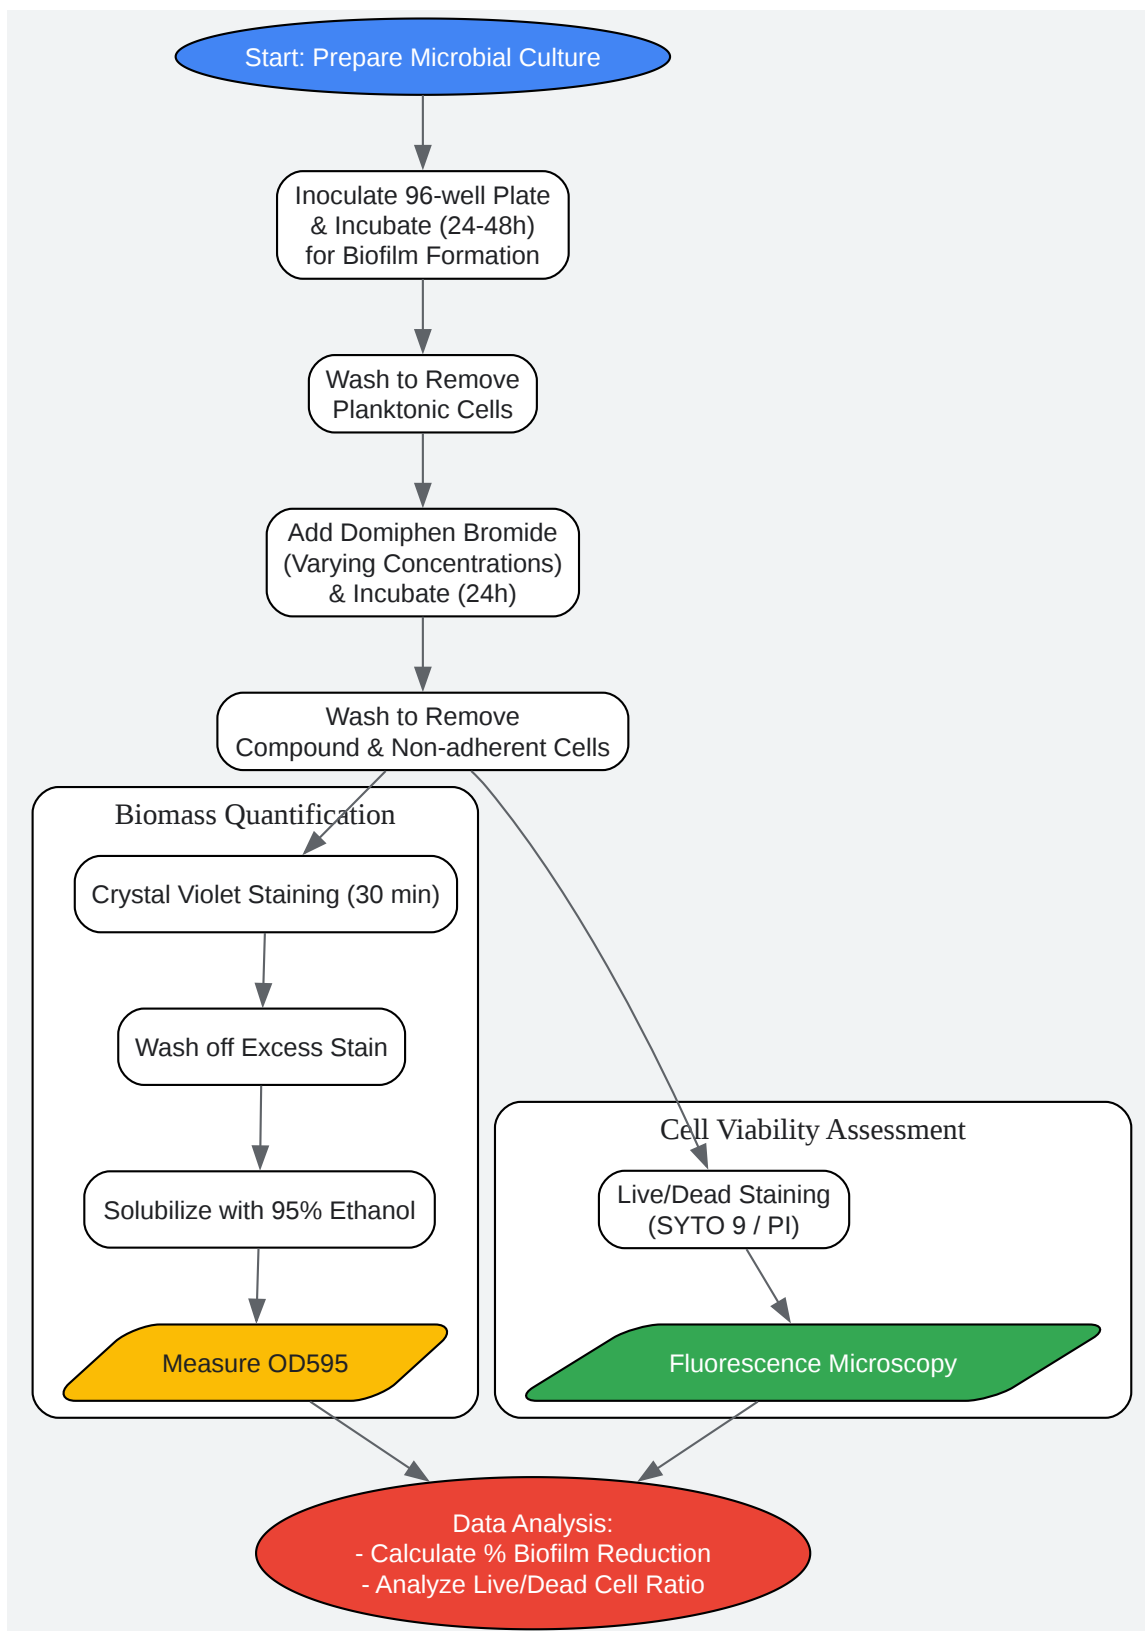 Start: Prepare Microbial Culture
Inoculate 96-well Plate
& Incubate (24-48h)
for Biofilm Formation
Wash to Remove
Planktonic Cells
Add Domiphen Bromide
(Varying Concentrations)
& Incubate (24h)
Wash to Remove
Compound & Non-adherent Cells
Biomass Quantification
Crystal Violet Staining (30 min)
Wash off Excess Stain
Solubilize with 95% Ethanol
Measure OD595
Cell Viability Assessment
Live/Dead Staining
(SYTO 9 / PI)
Fluorescence Microscopy
Data Analysis:
- Calculate % Biofilm Reduction
- Analyze Live/Dead Cell Ratio